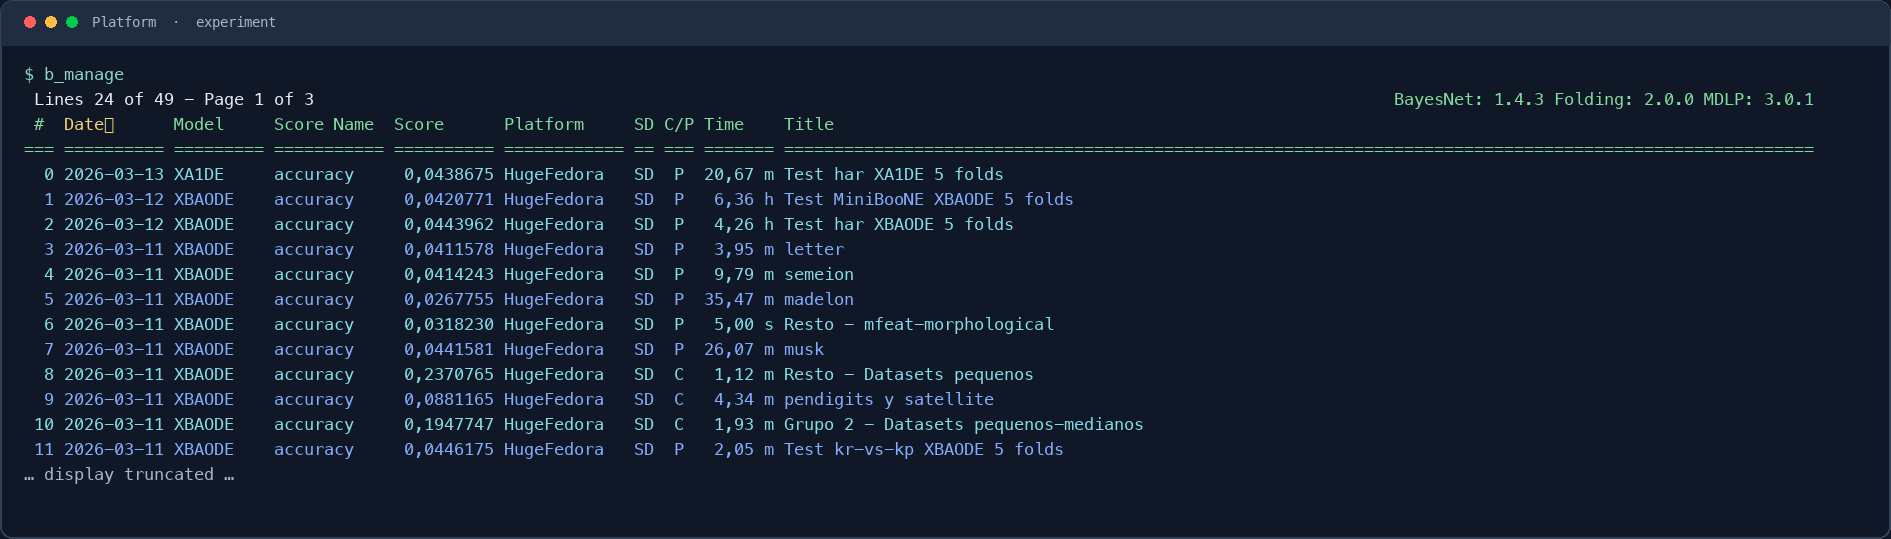 Platform · experiment
$ b_manage
Lines 24 of 49 - Page 1 of 3 BayesNet: 1.4.3 Folding: 2.0.0 MDLP: 3.0.1
# Date Model Score Name Score Platform SD C/P Time Title
=== ========== ========= =========== ========== ============ == === ======= =======================================================================================================
0 2026-03-13 XA1DE accuracy 0,0438675 HugeFedora SD P 20,67 m Test har XA1DE 5 folds
1 2026-03-12 XBAODE accuracy 0,0420771 HugeFedora SD P 6,36 h Test MiniBooNE XBAODE 5 folds
2 2026-03-12 XBAODE accuracy 0,0443962 HugeFedora SD P 4,26 h Test har XBAODE 5 folds
3 2026-03-11 XBAODE accuracy 0,0411578 HugeFedora SD P 3,95 m letter
4 2026-03-11 XBAODE accuracy 0,0414243 HugeFedora SD P 9,79 m semeion
5 2026-03-11 XBAODE accuracy 0,0267755 HugeFedora SD P 35,47 m madelon
6 2026-03-11 XBAODE accuracy 0,0318230 HugeFedora SD P 5,00 s Resto - mfeat-morphological
7 2026-03-11 XBAODE accuracy 0,0441581 HugeFedora SD P 26,07 m musk
8 2026-03-11 XBAODE accuracy 0,2370765 HugeFedora SD C 1,12 m Resto - Datasets pequenos
9 2026-03-11 XBAODE accuracy 0,0881165 HugeFedora SD C 4,34 m pendigits y satellite
10 2026-03-11 XBAODE accuracy 0,1947747 HugeFedora SD C 1,93 m Grupo 2 - Datasets pequenos-medianos
11 2026-03-11 XBAODE accuracy 0,0446175 HugeFedora SD P 2,05 m Test kr-vs-kp XBAODE 5 folds
… display truncated …